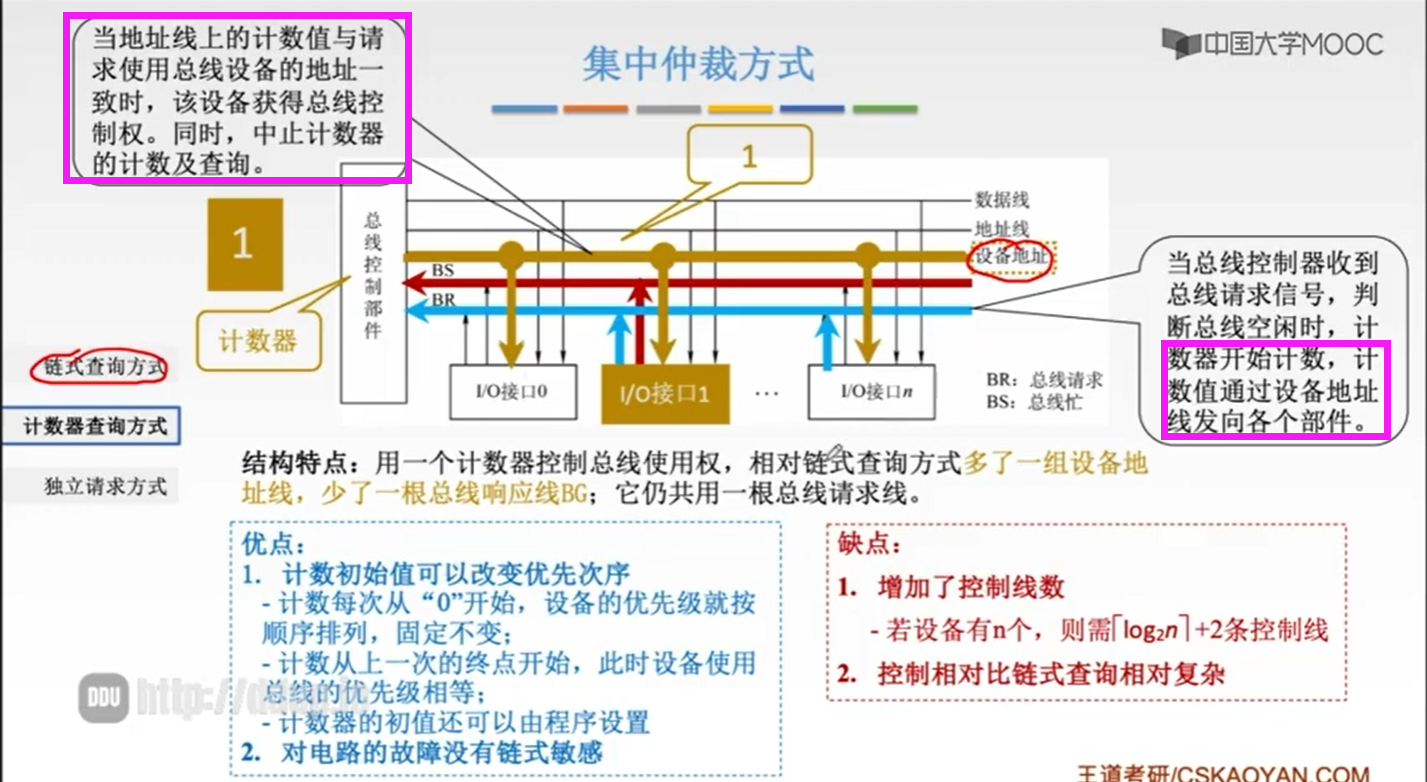 当地址线上的计数值与请
求使用总线设备的地址一
致时，该设备获得总线控
制权。同时，中止计数器
的计数及查询。
集中仲裁方式
中国大学MOOC
1
1
计数器
总线控制部件
数据线
地址线
设备地址
BS
BR
I/O接口0
I/O接口1
···
I/O接口n
BR：总线请求
BS：总线忙
当总线控制器收到
总线请求信号，判
断总线空闲时，计
数器开始计数，计
数值通过设备地址
线发向各个部件。
链式查询方式
计数器查询方式
独立请求方式
结构特点：用一个计数器控制总线使用权，相对链式查询方式多了一组设备地
址线，少了一根总线响应线BG；它仍共用一根总线请求线。
优点：
1. 计数初始值可以改变优先次序
- 计数每次从“0”开始，设备的优先级就按
顺序排列，固定不变；
- 计数从上一次的终点开始，此时设备使用
总线的优先级相等；
- 计数器的初值还可以由程序设置
2. 对电路的故障没有链式敏感
缺点：
1. 增加了控制线数
- 若设备有n个，则需⌈log₂n⌉+2条控制线
2. 控制相对比链式查询相对复杂
DDU
王道考研/CSKAOYAN.COM